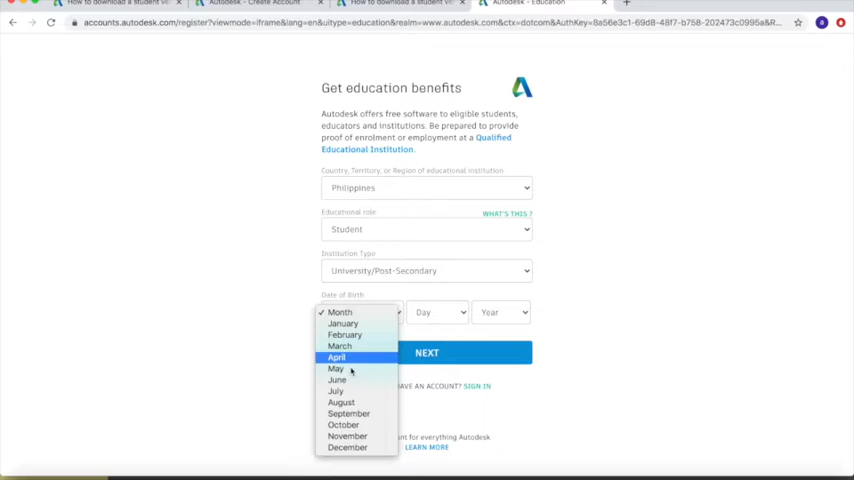 How to download a student ve
Autodesk - Create Account
How to download a student ve
Autodesk - Education
accounts.autodesk.com/register?viewmode=iframe&lang=en&uitype=education&realm=www.autodesk.com&ctx=dotcom&AuthKey=8a56e3c1-69d8-48f7-b758-202473c0995a&R...
a
Get education benefits
Autodesk offers free software to eligible students,
educators and institutions. Be prepared to provide
proof of enrolment or employment at a Qualified
Educational Institution.
Country, Territory, or Region of educational institution
Philippines
Educational role
WHAT'S THIS ?
Student
Institution Type
University/Post-Secondary
Date of Birth
✓ Month
Day
Year
January
February
March
April
May
June
July
August
September
October
November
December
NEXT
HAVE AN ACCOUNT? SIGN IN
nt for everything Autodesk
LEARN MORE